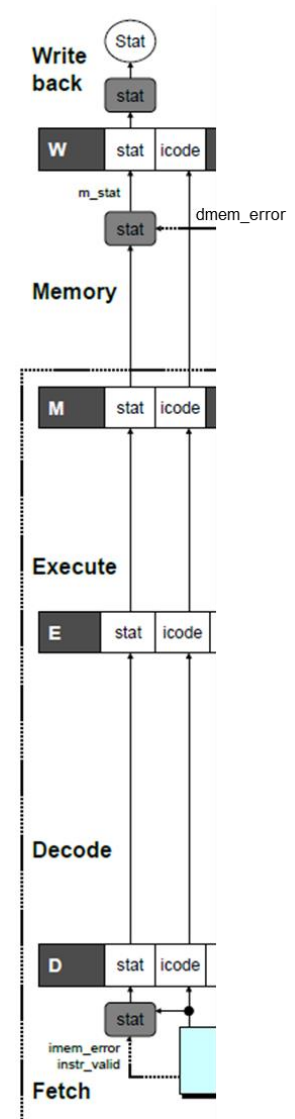 Stat
Write
back
stat
W stat icode
m_stat
dmem_error
stat
Memory
M stat icode
Execute
E stat icode
Decode
D stat icode
stat
imem_error
instr_valid
Fetch